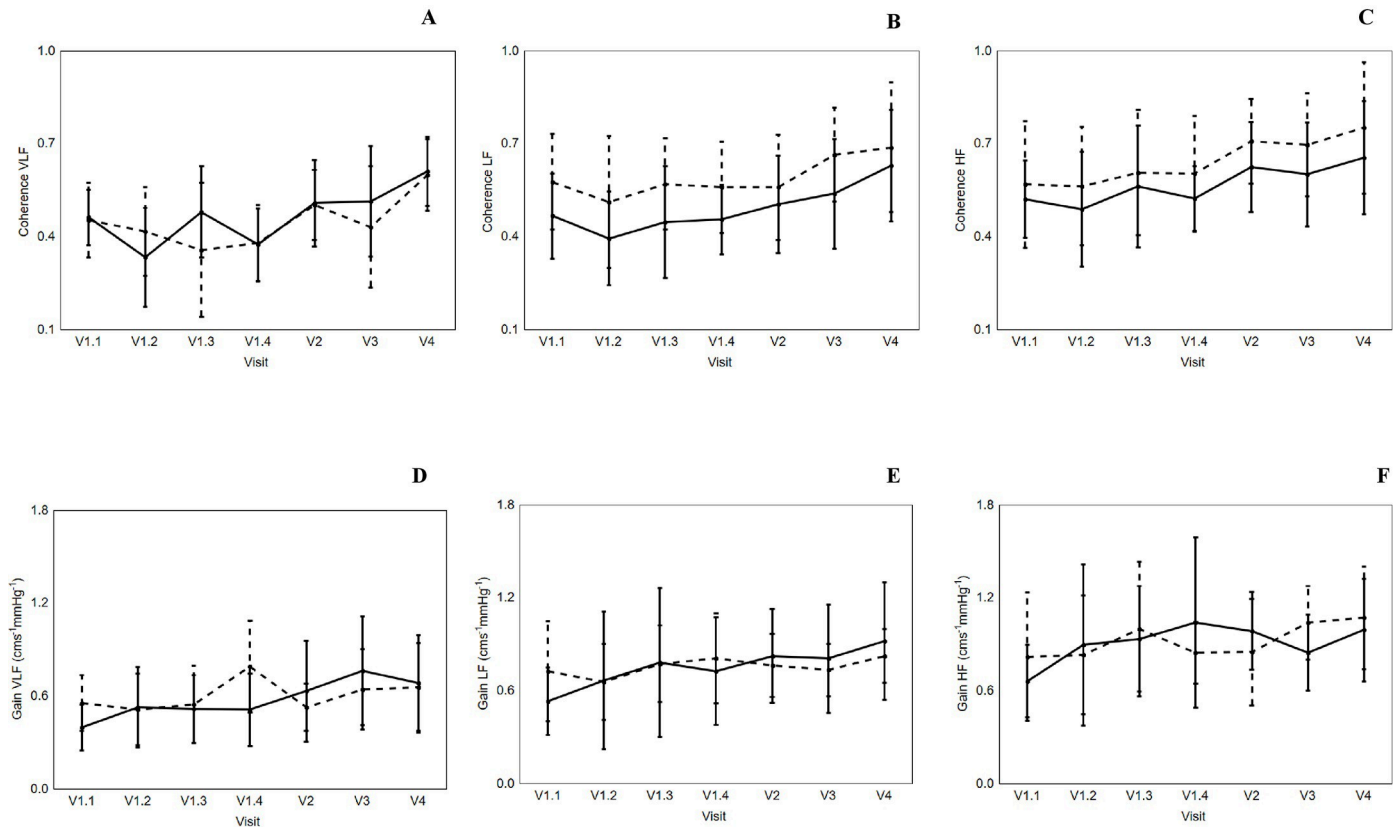 A
Coherence VLF
1.0
0.7
0.4
0.1
V1.1 V1.2 V1.3 V1.4 V2 V3 V4
Visit
B
Coherence LF
1.0
0.7
0.4
0.1
V1.1 V1.2 V1.3 V1.4 V2 V3 V4
Visit
C
Coherence HF
1.0
0.7
0.4
0.1
V1.1 V1.2 V1.3 V1.4 V2 V3 V4
Visit
D
Gain VLF (cms⁻¹mmHg⁻¹)
1.8
1.2
0.6
0.0
V1.1 V1.2 V1.3 V1.4 V2 V3 V4
Visit
E
Gain LF (cms⁻¹mmHg⁻¹)
1.8
1.2
0.6
0.0
V1.1 V1.2 V1.3 V1.4 V2 V3 V4
Visit
F
Gain HF (cms⁻¹mmHg⁻¹)
1.8
1.2
0.6
0.0
V1.1 V1.2 V1.3 V1.4 V2 V3 V4
Visit